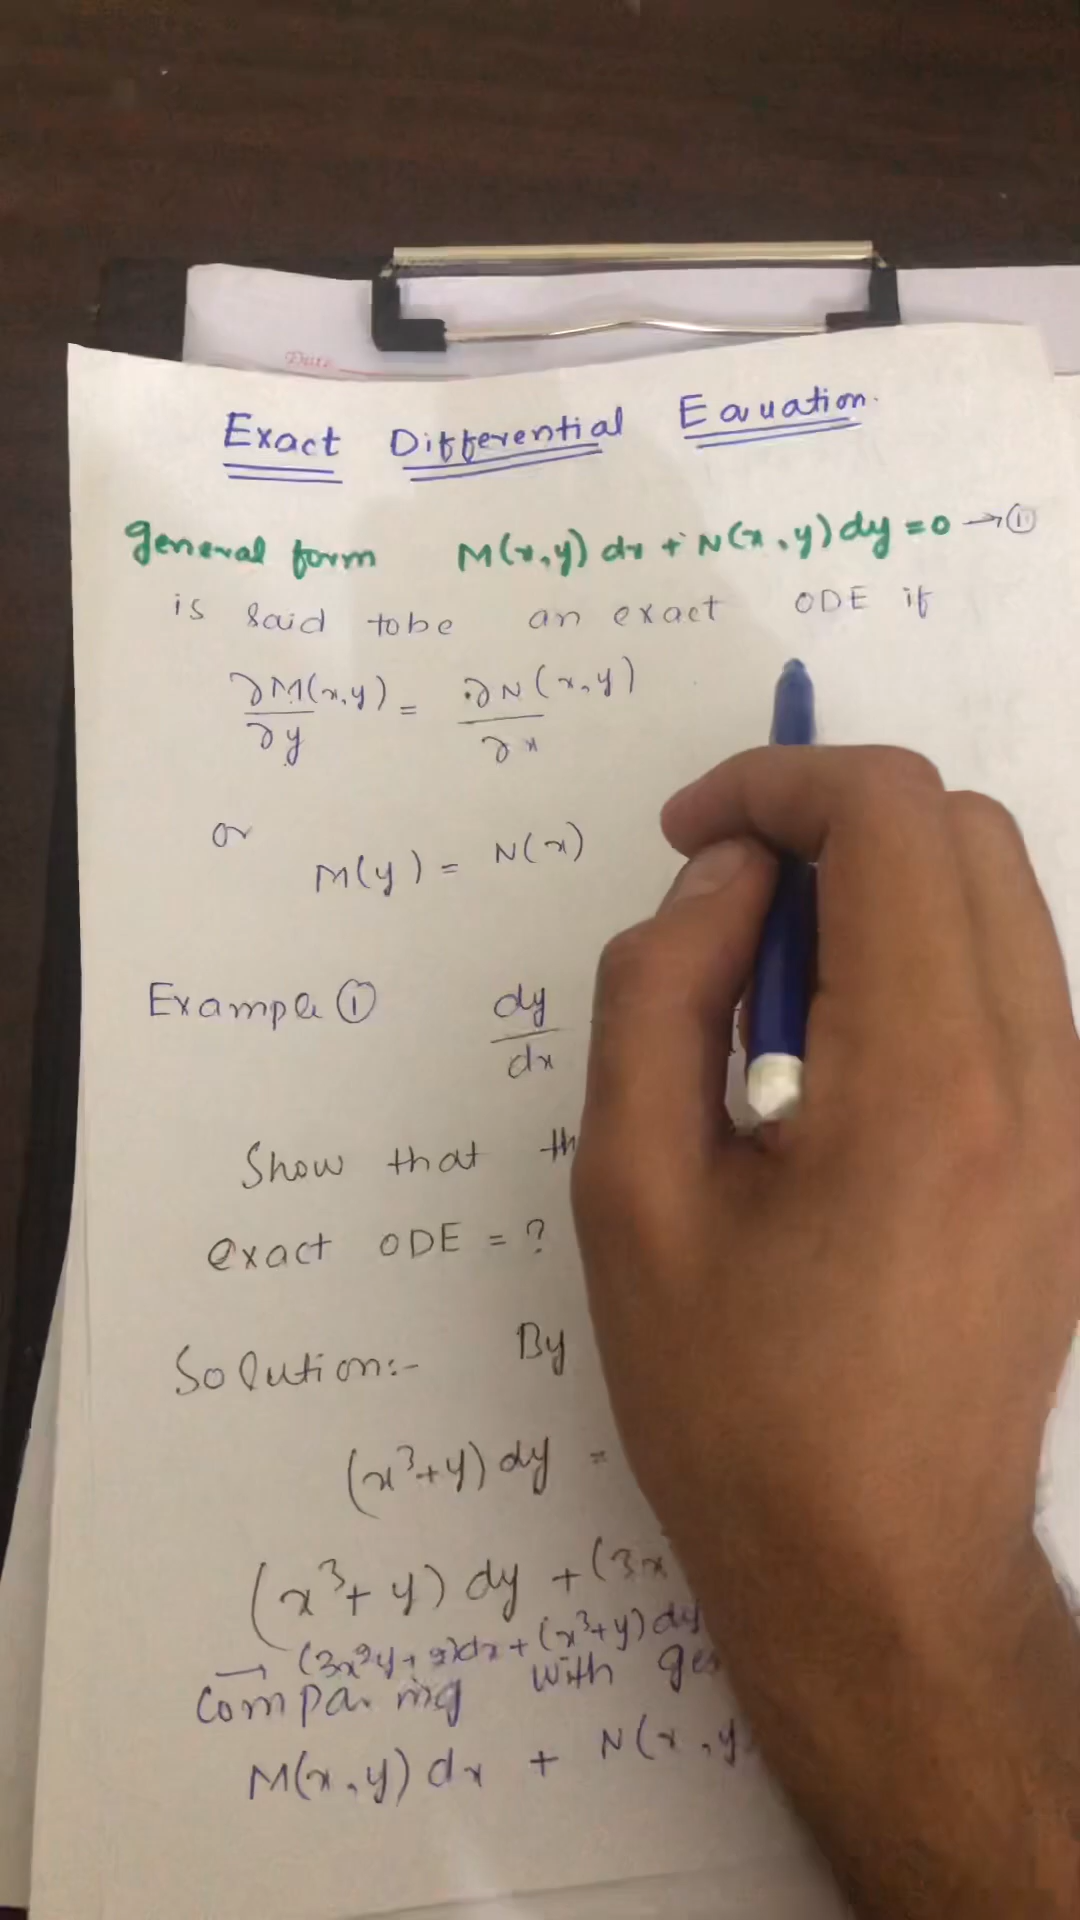 Date
Exact Differential Eauation.
general form M(x,y) dx + N(x,y) dy = 0 → ①
is said tobe an exact ODE if
∂M(x,y)/∂y = ∂N(x,y)/∂x
or M(y) = N(x)
Example ① dy/dx
Show that th
exact ODE = ?
Solution:- By
(x³+y) dy =
(x³+y) dy + (3x
→ (3x²y+ )dx + (x³+y) dy
Comparing with ge
M(x,y) dx + N(x,y